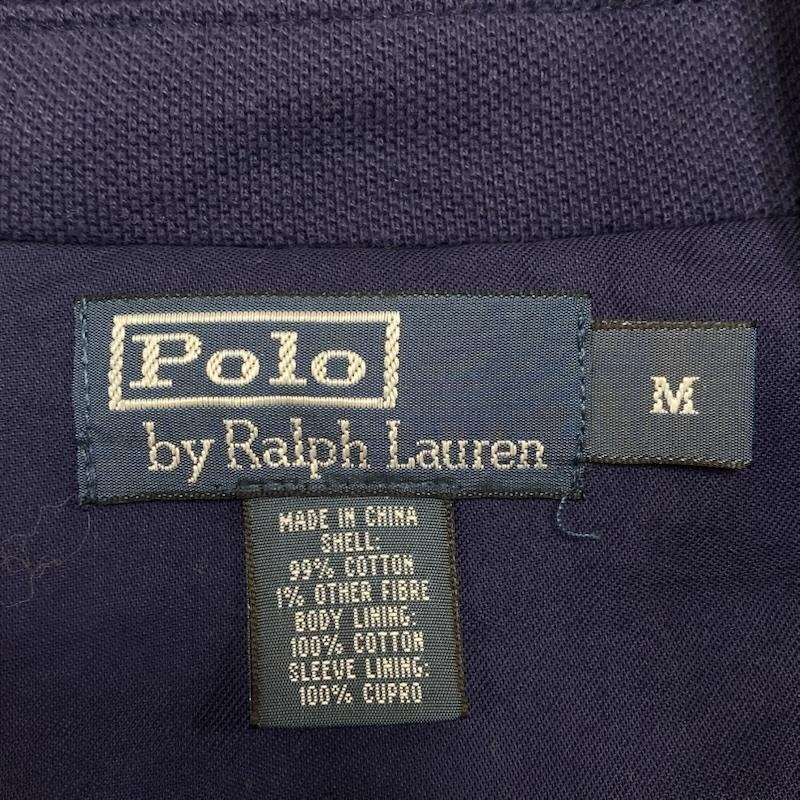 Polo
by Ralph Lauren
M
MADE IN CHINA
SHELL:
99% COTTON
1% OTHER FIBRE
BODY LINING:
100% COTTON
SLEEVE LINING:
100% CUPRO